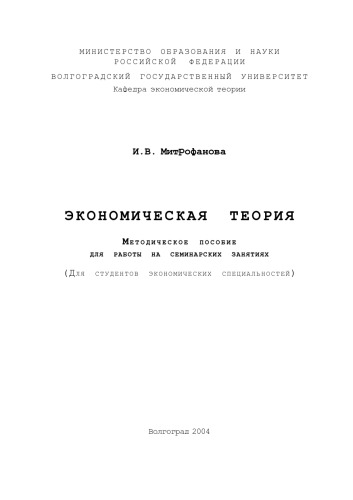 МИНИСТЕРСТВО ОБРАЗОВАНИЯ И НАУКИ
РОССИЙСКОЙ ФЕДЕРАЦИИ
ВОЛГОГРАДСКИЙ ГОСУДАРСТВЕННЫЙ УНИВЕРСИТЕТ
Кафедра экономической теории
И.В. Митрофанова
ЭКОНОМИЧЕСКАЯ ТЕОРИЯ
МЕТОДИЧЕСКОЕ ПОСОБИЕ
ДЛЯ РАБОТЫ НА СЕМИНАРСКИХ ЗАНЯТИЯХ
(ДЛЯ СТУДЕНТОВ ЭКОНОМИЧЕСКИХ СПЕЦИАЛЬНОСТЕЙ)
Волгоград 2004